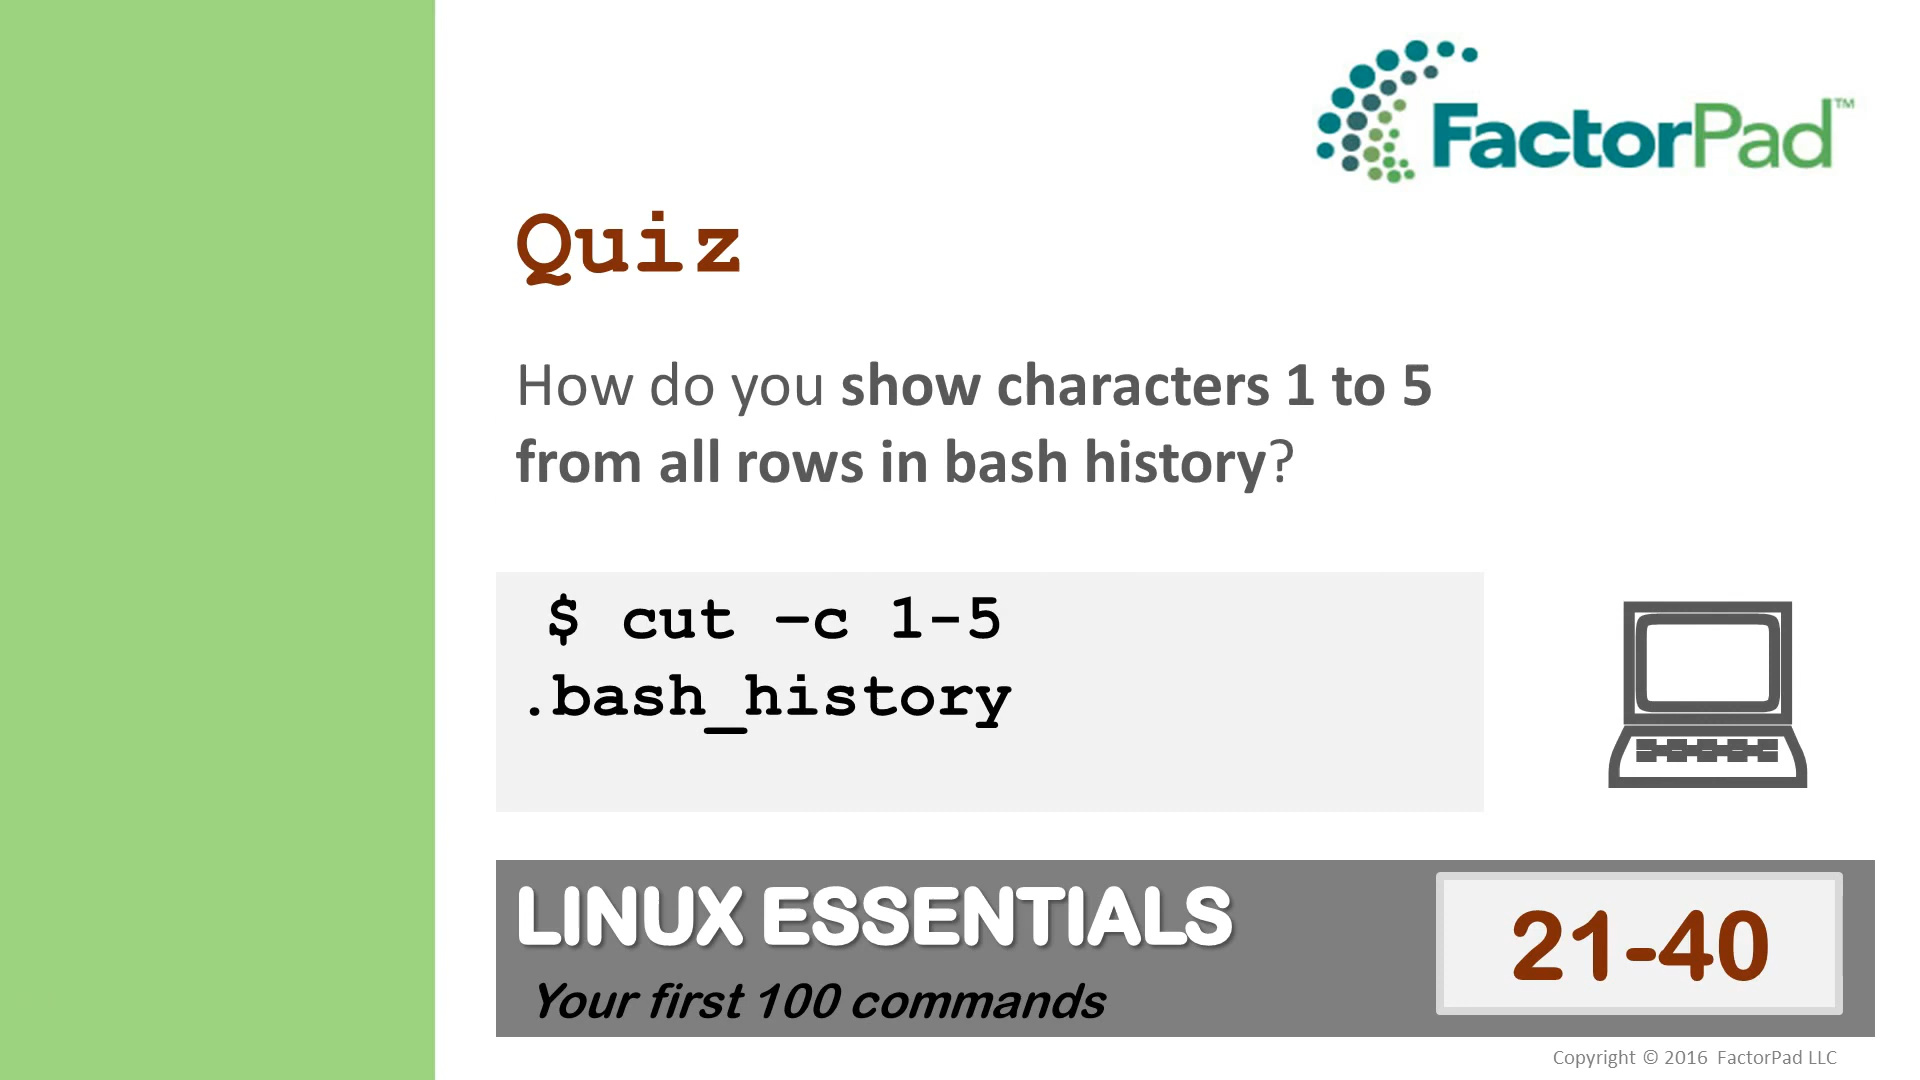 FactorPad™
Quiz
How do you show characters 1 to 5
from all rows in bash history?
$ cut –c 1-5
.bash_history
LINUX ESSENTIALS
21-40
Your first 100 commands
Copyright © 2016 FactorPad LLC